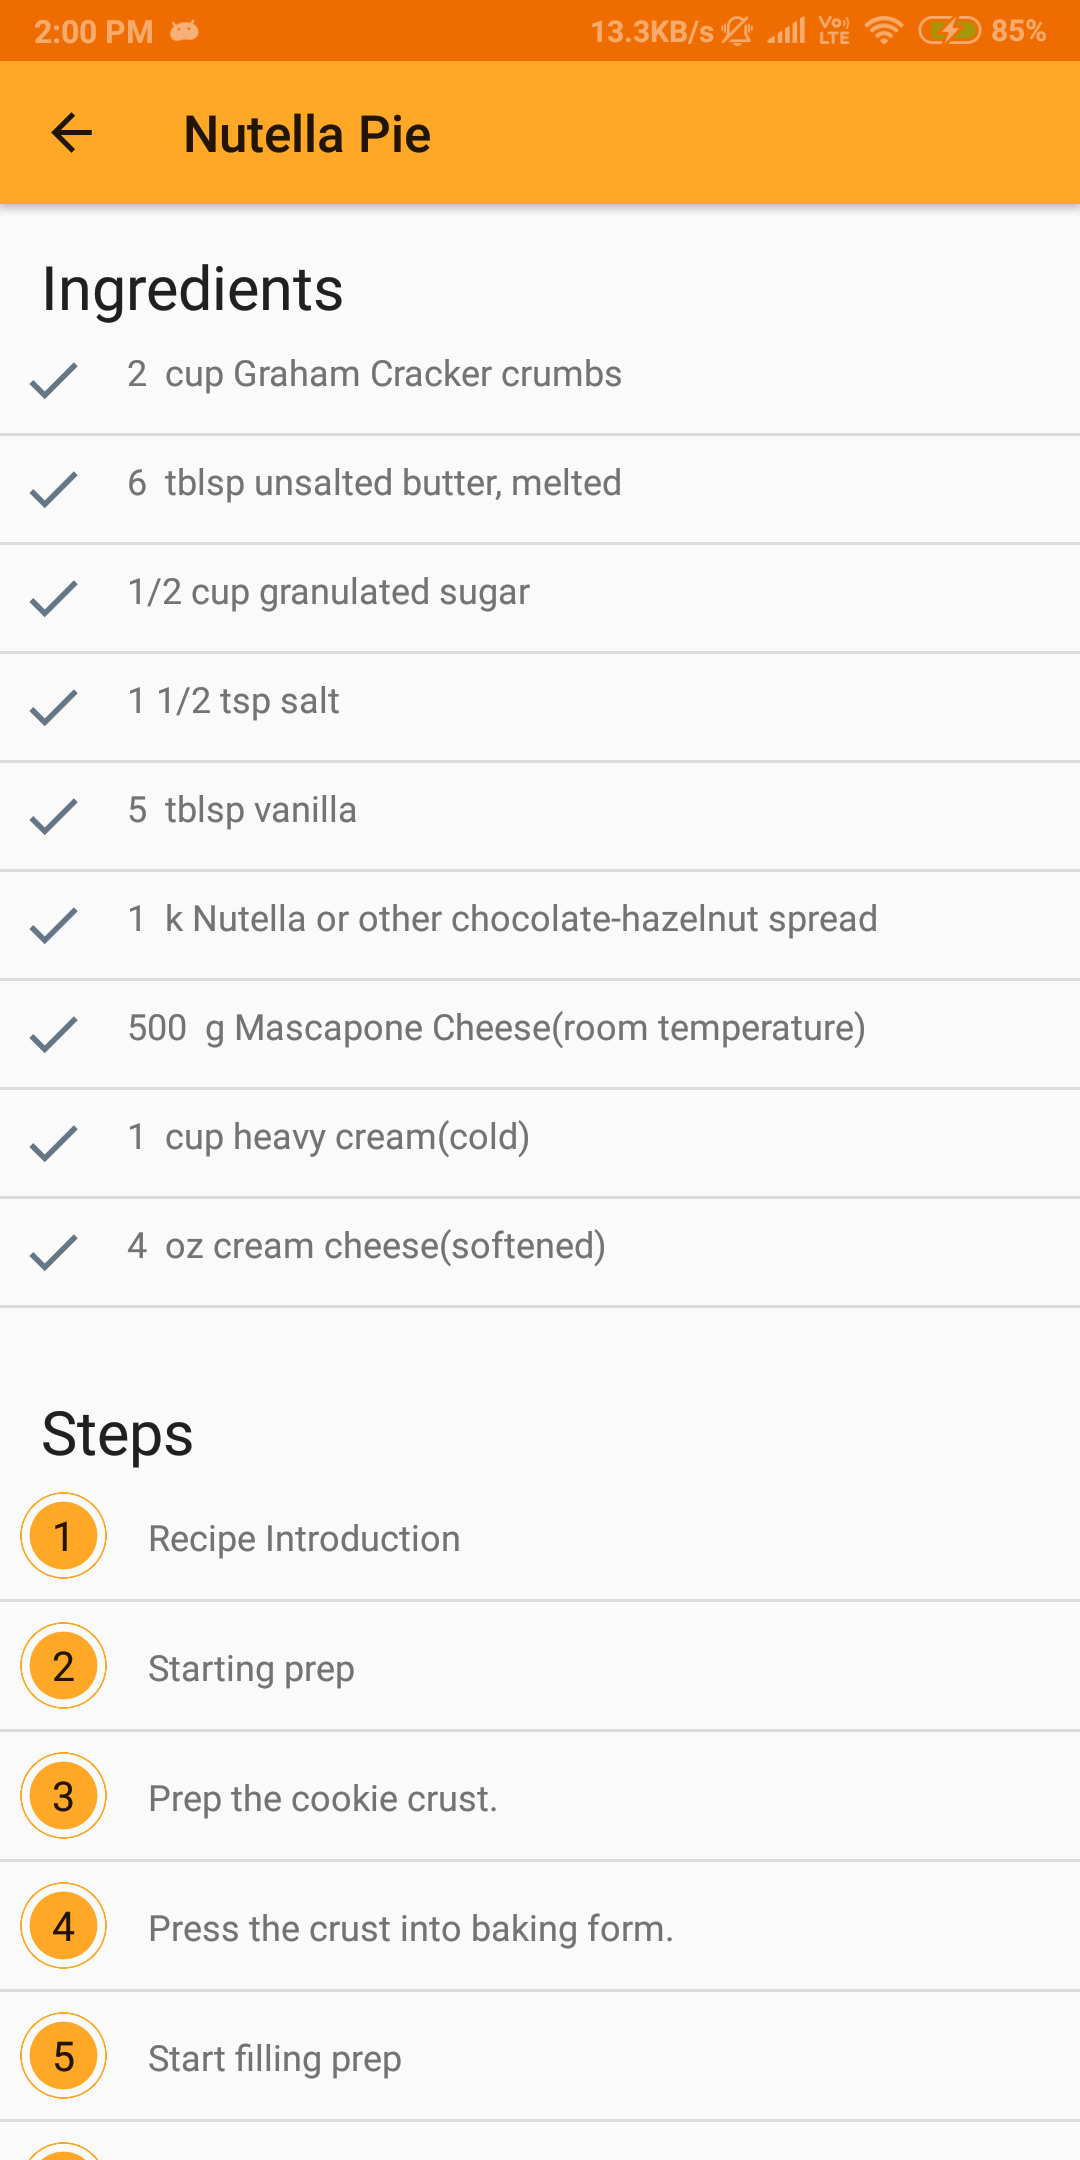 2:00 PM 13.3KB/s Vo) LTE 85%
Nutella Pie
Ingredients
2 cup Graham Cracker crumbs
6 tblsp unsalted butter, melted
1/2 cup granulated sugar
1 1/2 tsp salt
5 tblsp vanilla
1 k Nutella or other chocolate-hazelnut spread
500 g Mascapone Cheese(room temperature)
1 cup heavy cream(cold)
4 oz cream cheese(softened)
Steps
1 Recipe Introduction
2 Starting prep
3 Prep the cookie crust.
4 Press the crust into baking form.
5 Start filling prep